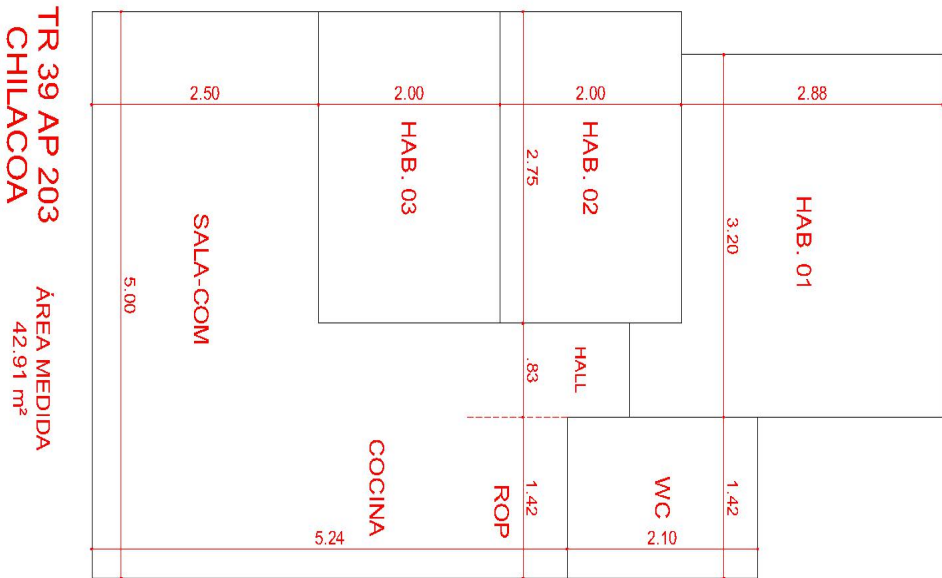 TR 39 AP 203
CHILACOA
ÁREA MEDIDA
42.91 m²
2.50
2.00
2.00
2.88
HAB. 03
HAB. 02
HAB. 01
2.75
3.20
SALA-COM
5.00
.83
HALL
COCINA
ROP
1.42
WC
1.42
5.24
2.10